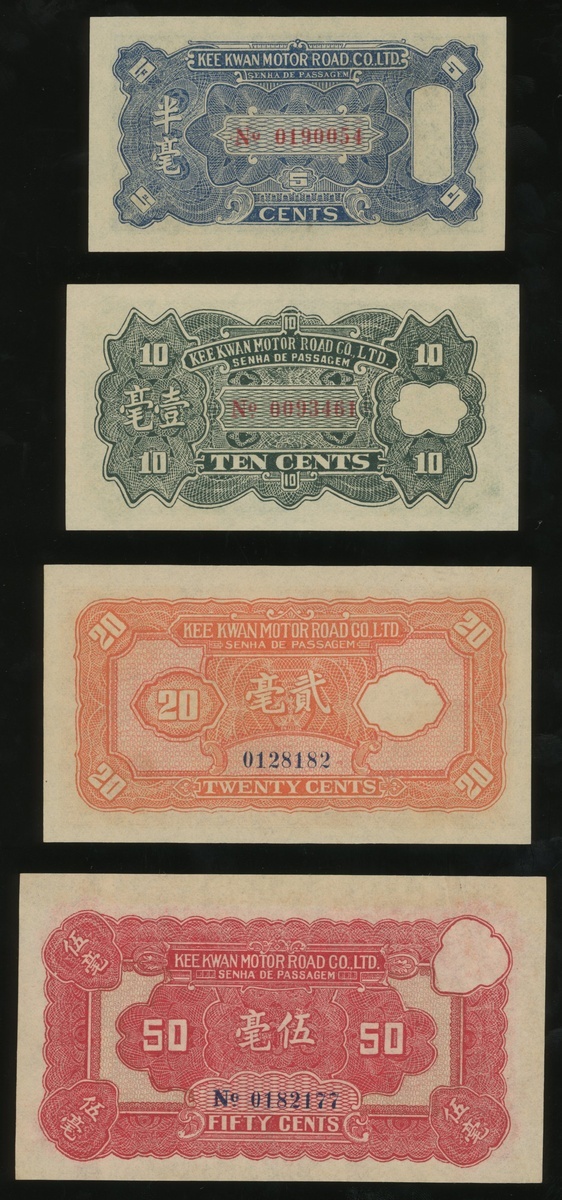 5 5
KEE KWAN MOTOR ROAD CO. LTD.
SENHA DE PASSAGEM
半毫
Nº 0190054
5
5 5
CENTS
10
10 10
KEE KWAN MOTOR ROAD CO., LTD.
SENHA DE PASSAGEM
毫壹
Nº 0093461
10 10
TEN CENTS
10
20 20
KEE KWAN MOTOR ROAD CO. LTD
SENHA DE PASSAGEM
20
毫貳
0128182
20 20
TWENTY CENTS
伍毫
KEE KWAN MOTOR ROAD CO., LTD.
SENHA DE PASSAGEM
50 毫伍 50
Nº 0182177
伍毫 伍毫
FIFTY CENTS